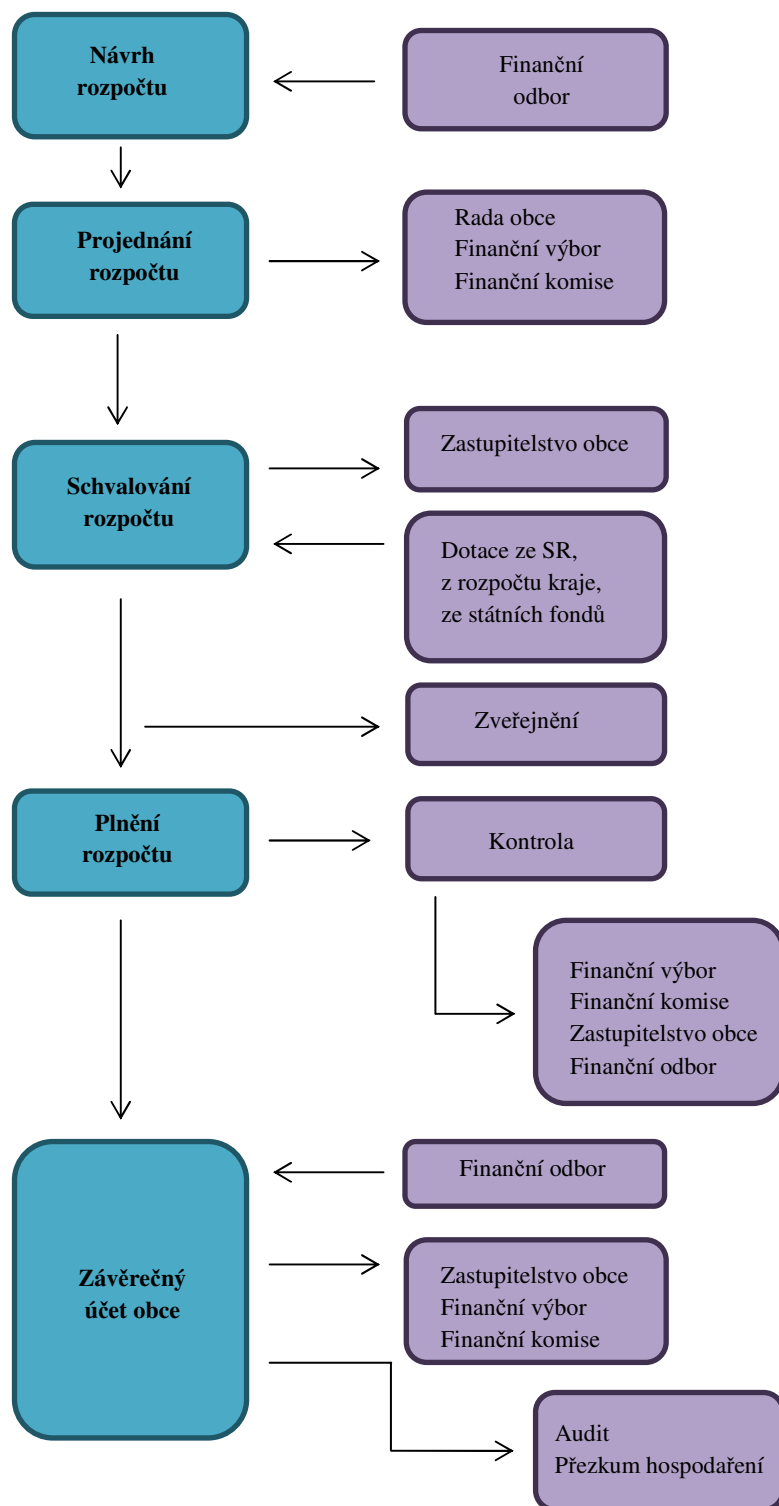 Návrh
rozpočtu
Finanční
odbor
Projednání
rozpočtu
Rada obce
Finanční výbor
Finanční komise
Schvalování
rozpočtu
Zastupitelstvo obce
Dotace ze SR,
z rozpočtu kraje,
ze státních fondů
Zveřejnění
Plnění
rozpočtu
Kontrola
Finanční výbor
Finanční komise
Zastupitelstvo obce
Finanční odbor
Závěrečný
účet obce
Finanční odbor
Zastupitelstvo obce
Finanční výbor
Finanční komise
Audit
Přezkum hospodaření